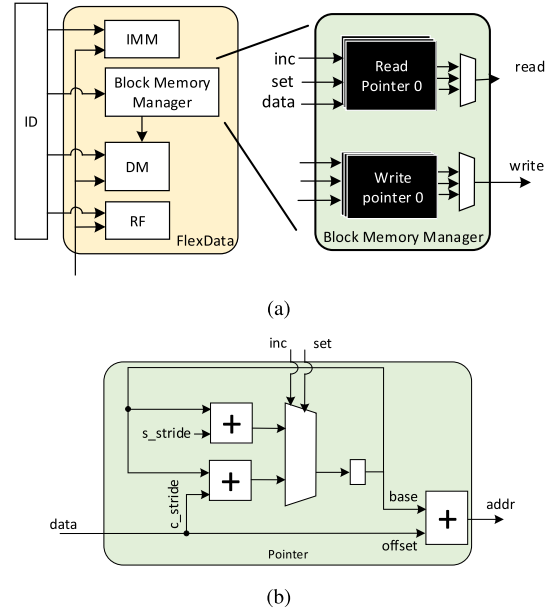 ID
IMM
Block Memory
Manager
DM
RF
FlexData
inc
set
data
Read
Pointer 0
read
Write
pointer 0
write
Block Memory Manager
(a)
inc
set
s_stride
c_stride
data
base
offset
addr
Pointer
(b)
+
+
+